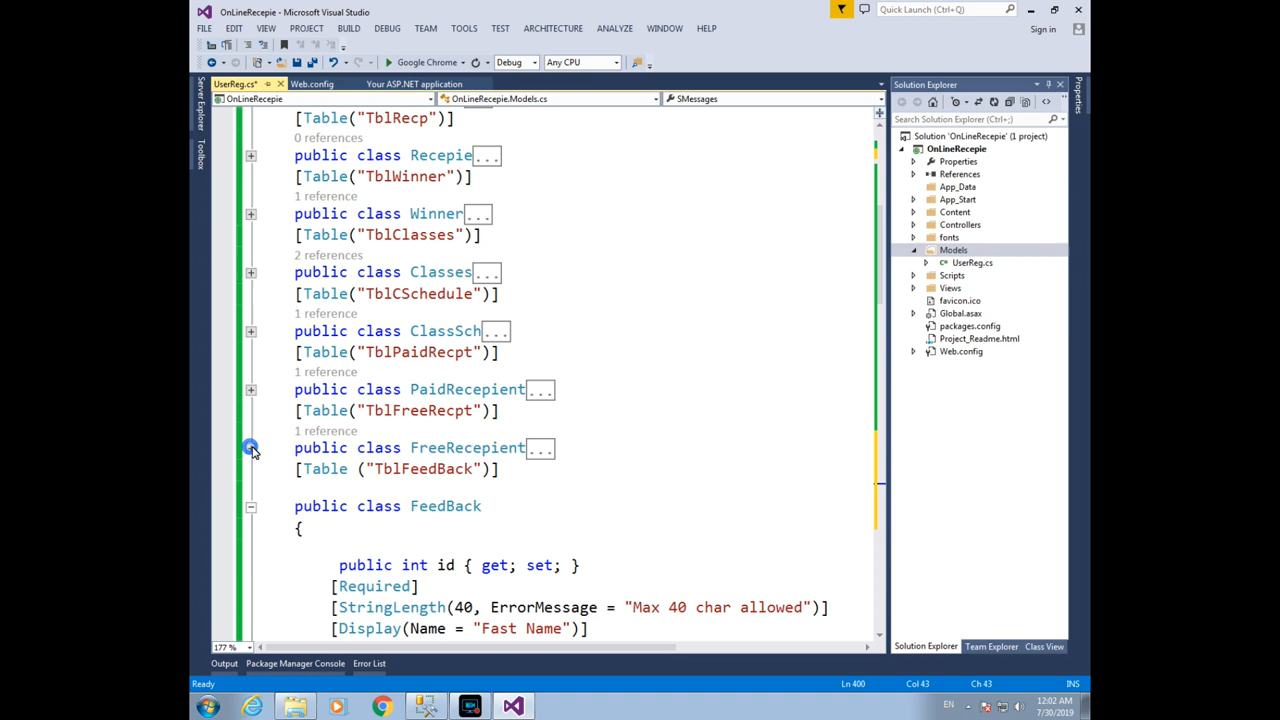 OnLineRecepie - Microsoft Visual Studio
Quick Launch (Ctrl+Q)
FILE EDIT VIEW PROJECT BUILD DEBUG TEAM TOOLS TEST ARCHITECTURE ANALYZE WINDOW HELP
Sign in
Google Chrome Debug Any CPU
UserReg.cs* Web.config Your ASP.NET application
OnLineRecepie OnLineRecepie.Models.cs SMessages
Server Explorer
Toolbox
[Table("TblRecp")]
0 references
public class Recepie...
[Table("TblWinner")]
1 reference
public class Winner...
[Table("TblClasses")]
2 references
public class Classes...
[Table("TblCSchedule")]
1 reference
public class ClassSch...
[Table("TblPaidRecpt")]
1 reference
public class PaidRecepient...
[Table("TblFreeRecpt")]
1 reference
public class FreeRecepient...
[Table ("TblFeedBack")]
public class FeedBack
{
public int id { get; set; }
[Required]
[StringLength(40, ErrorMessage = "Max 40 char allowed")]
[Display(Name = "Fast Name")]
177 %
Solution Explorer
Search Solution Explorer (Ctrl+;)
Solution 'OnLineRecepie' (1 project)
OnLineRecepie
Properties
References
App_Data
App_Start
Content
Controllers
fonts
Models
UserReg.cs
Scripts
Views
favicon.ico
Global.asax
packages.config
Project_Readme.html
Web.config
Solution Explorer Team Explorer Class View
Properties
Output Package Manager Console Error List
Ready Ln 400 Col 43 Ch 43 INS
EN
12:02 AM
7/30/2019